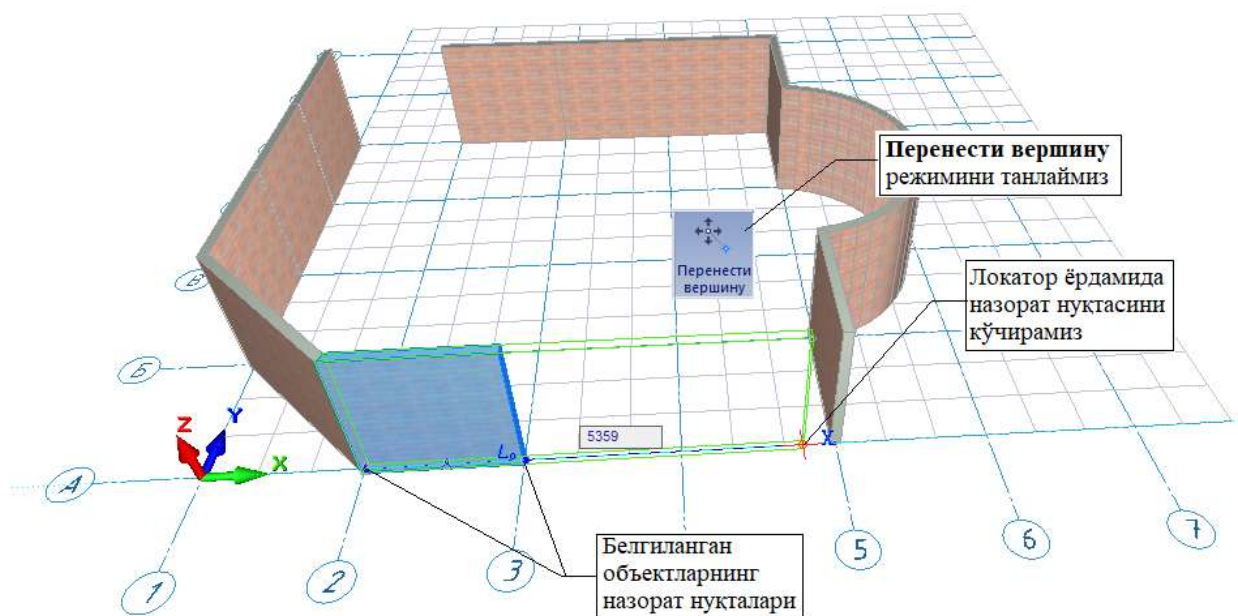 Перенести вершину
режимини танлаймиз
Перенести
вершину
Локатор ёрдамида
назорат нуқтасини
кўчирамиз
В
Б
Z
Y
X
5359
X
Lp
А
1
2
3
5
6
7
Белгиланган
объектларнинг
назорат нуқталари